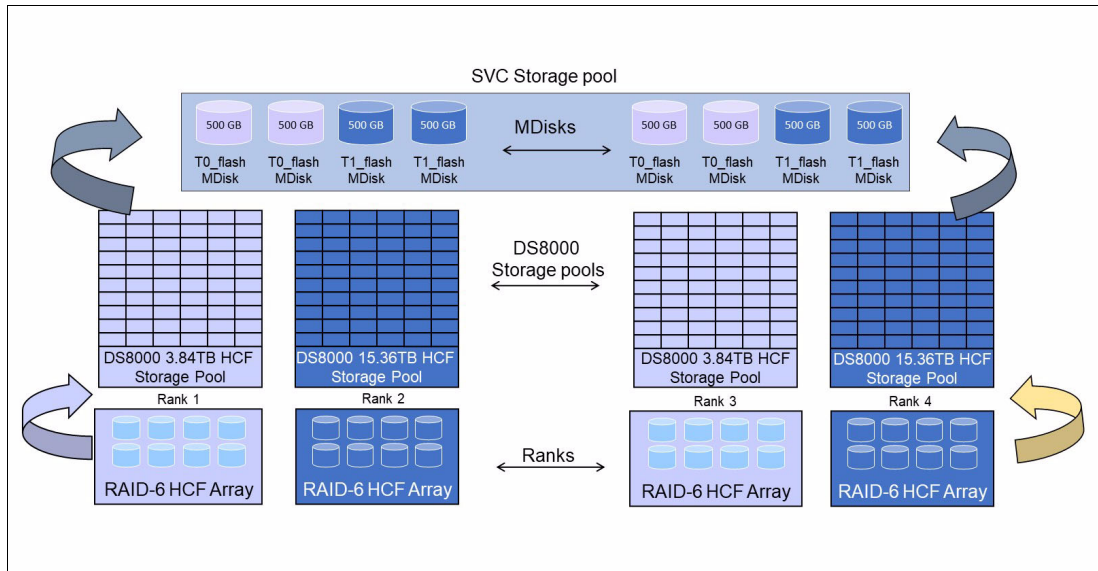 SVC Storage pool
500 GB
500 GB
500 GB
500 GB
MDisks
500 GB
500 GB
500 GB
500 GB
T0_flash
MDisk
T0_flash
MDisk
T1_flash
MDisk
T1_flash
MDisk
T0_flash
MDisk
T0_flash
MDisk
T1_flash
MDisk
T1_flash
MDisk
DS8000
Storage pools
DS8000 3.84TB HCF
Storage Pool
DS8000 15.36TB HCF
Storage Pool
DS8000 3.84TB HCF
Storage Pool
DS8000 15.36TB HCF
Storage Pool
Rank 1
Rank 2
Rank 3
Rank 4
Ranks
RAID-6 HCF Array
RAID-6 HCF Array
RAID-6 HCF Array
RAID-6 HCF Array